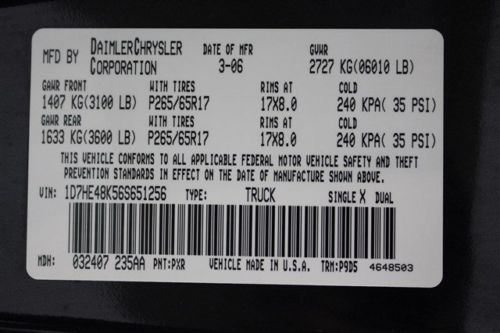 MFD BY DAIMLERCHRYSLER CORPORATION DATE OF MFR 3-06 GVWR 2727 KG(06010 LB)
GAWR FRONT WITH TIRES RIMS AT COLD
1407 KG(3100 LB) P265/65R17 17X8.0 240 KPA( 35 PSI)
GAWR REAR WITH TIRES RIMS AT COLD
1633 KG(3600 LB) P265/65R17 17X8.0 240 KPA( 35 PSI)
THIS VEHICLE CONFORMS TO ALL APPLICABLE FEDERAL MOTOR VEHICLE SAFETY AND THEFT
PREVENTION STANDARDS IN EFFECT ON THE DATE OF MANUFACTURE SHOWN ABOVE.
VIN: 1D7HE48K56S651256 TYPE: TRUCK SINGLE X DUAL
MDH: 032407 235AA PNT:PXR VEHICLE MADE IN U.S.A. TRM:P9D5 4648503